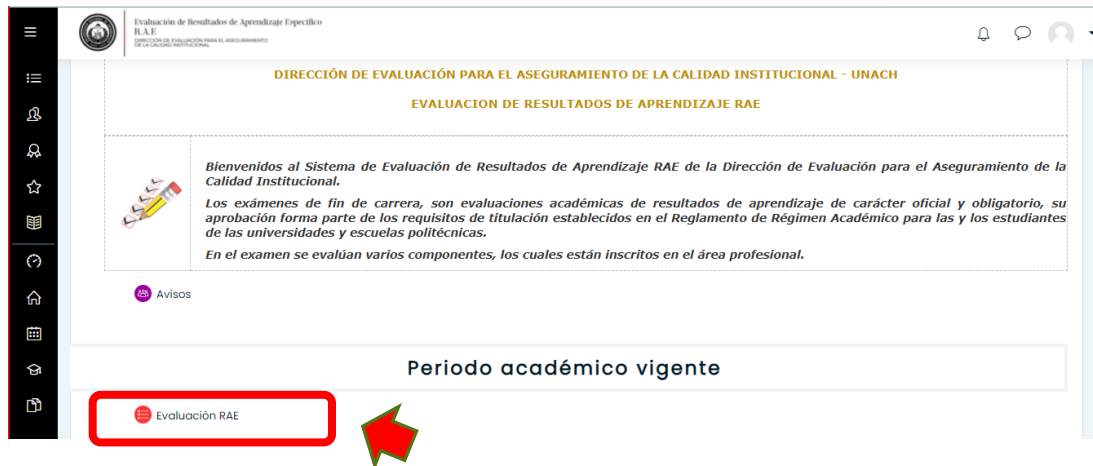 Evaluación de Resultados de Aprendizaje Específico
R.A.E
DIRECCIÓN DE EVALUACIÓN PARA EL ASEGURAMIENTO
DE LA CALIDAD INSTITUCIONAL
DIRECCIÓN DE EVALUACIÓN PARA EL ASEGURAMIENTO DE LA CALIDAD INSTITUCIONAL - UNACH
EVALUACION DE RESULTADOS DE APRENDIZAJE RAE
Bienvenidos al Sistema de Evaluación de Resultados de Aprendizaje RAE de la Dirección de Evaluación para el Aseguramiento de la
Calidad Institucional.
Los exámenes de fin de carrera, son evaluaciones académicas de resultados de aprendizaje de carácter oficial y obligatorio, su
aprobación forma parte de los requisitos de titulación establecidos en el Reglamento de Régimen Académico para las y los estudiantes
de las universidades y escuelas politécnicas.
En el examen se evalúan varios componentes, los cuales están inscritos en el área profesional.
Avisos
Periodo académico vigente
Evaluación RAE